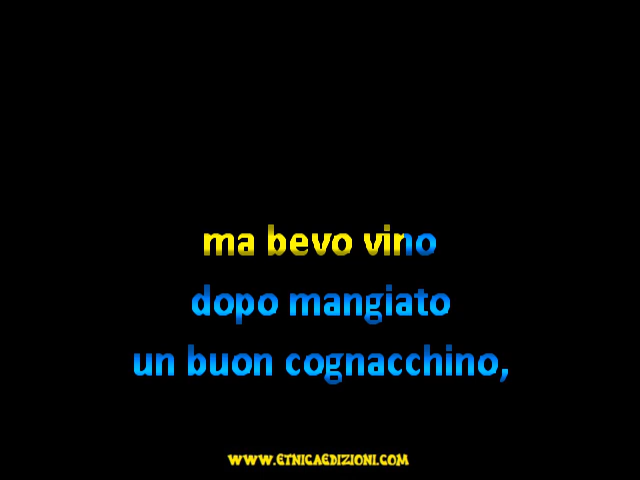 ma bevo vino
dopo mangiato
un buon cognacchino,
WWW.ETNICAEDIZIONI.COM